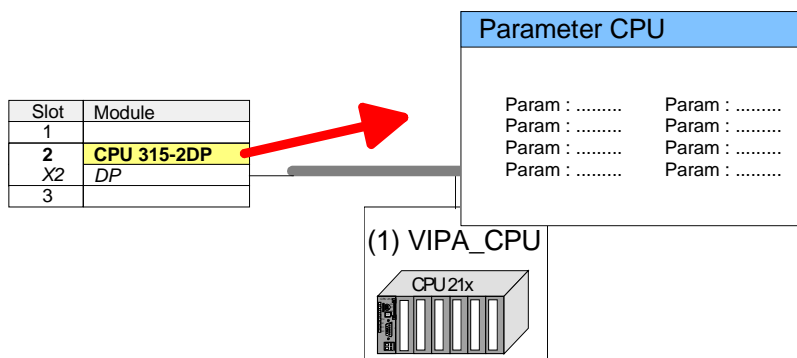 Parameter CPU
Param : ......... Param : .........
Param : ......... Param : .........
Param : ......... Param : .........
Param : ......... Param : .........
Slot Module
1
2 CPU 315-2DP
X2 DP
3
(1) VIPA_CPU
CPU 21x